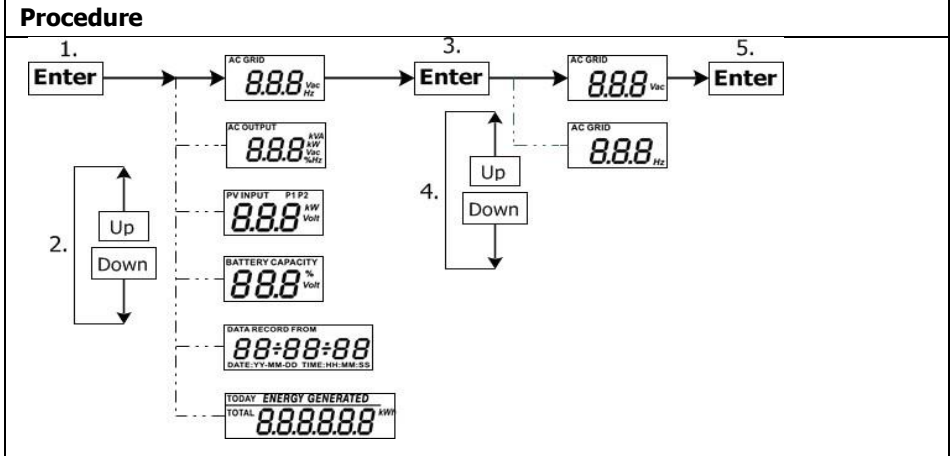 Procedure
1.
Enter
AC GRID
8.8.8 Vac
Hz
3.
Enter
AC GRID
8.8.8 Vac
5.
Enter
AC OUTPUT
8.8.8 kVA
kW
Vac
%Hz
AC GRID
8.8.8 Hz
2.
Up
Down
PV INPUT P1 P2
8.8.8 kW
Volt
4.
Up
Down
BATTERY CAPACITY
88.8 %
Volt
DATA RECORD FROM
88÷88÷88
DATE:YY-MM-DD TIME:HH:MM:SS
TODAY ENERGY GENERATED
TOTAL 8.8.8.8.8.8 kWh